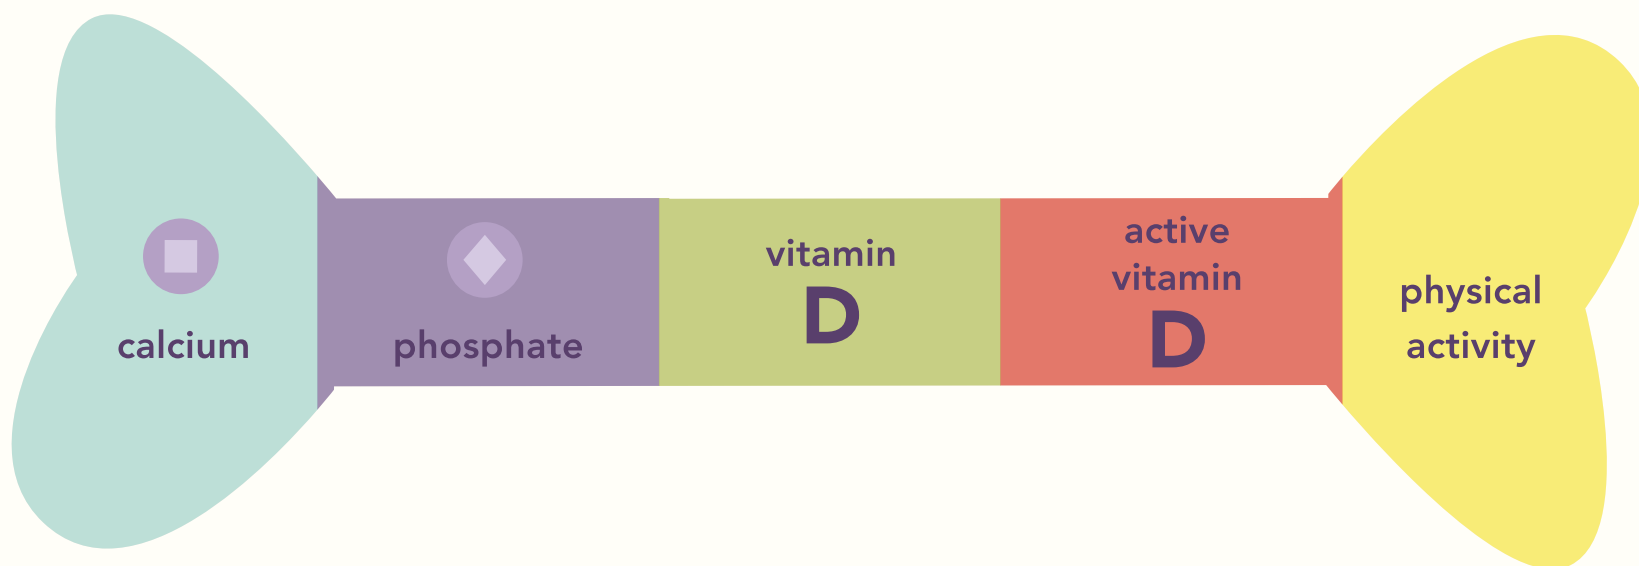 calcium
phosphate
vitamin
D
active
vitamin
D
physical
activity